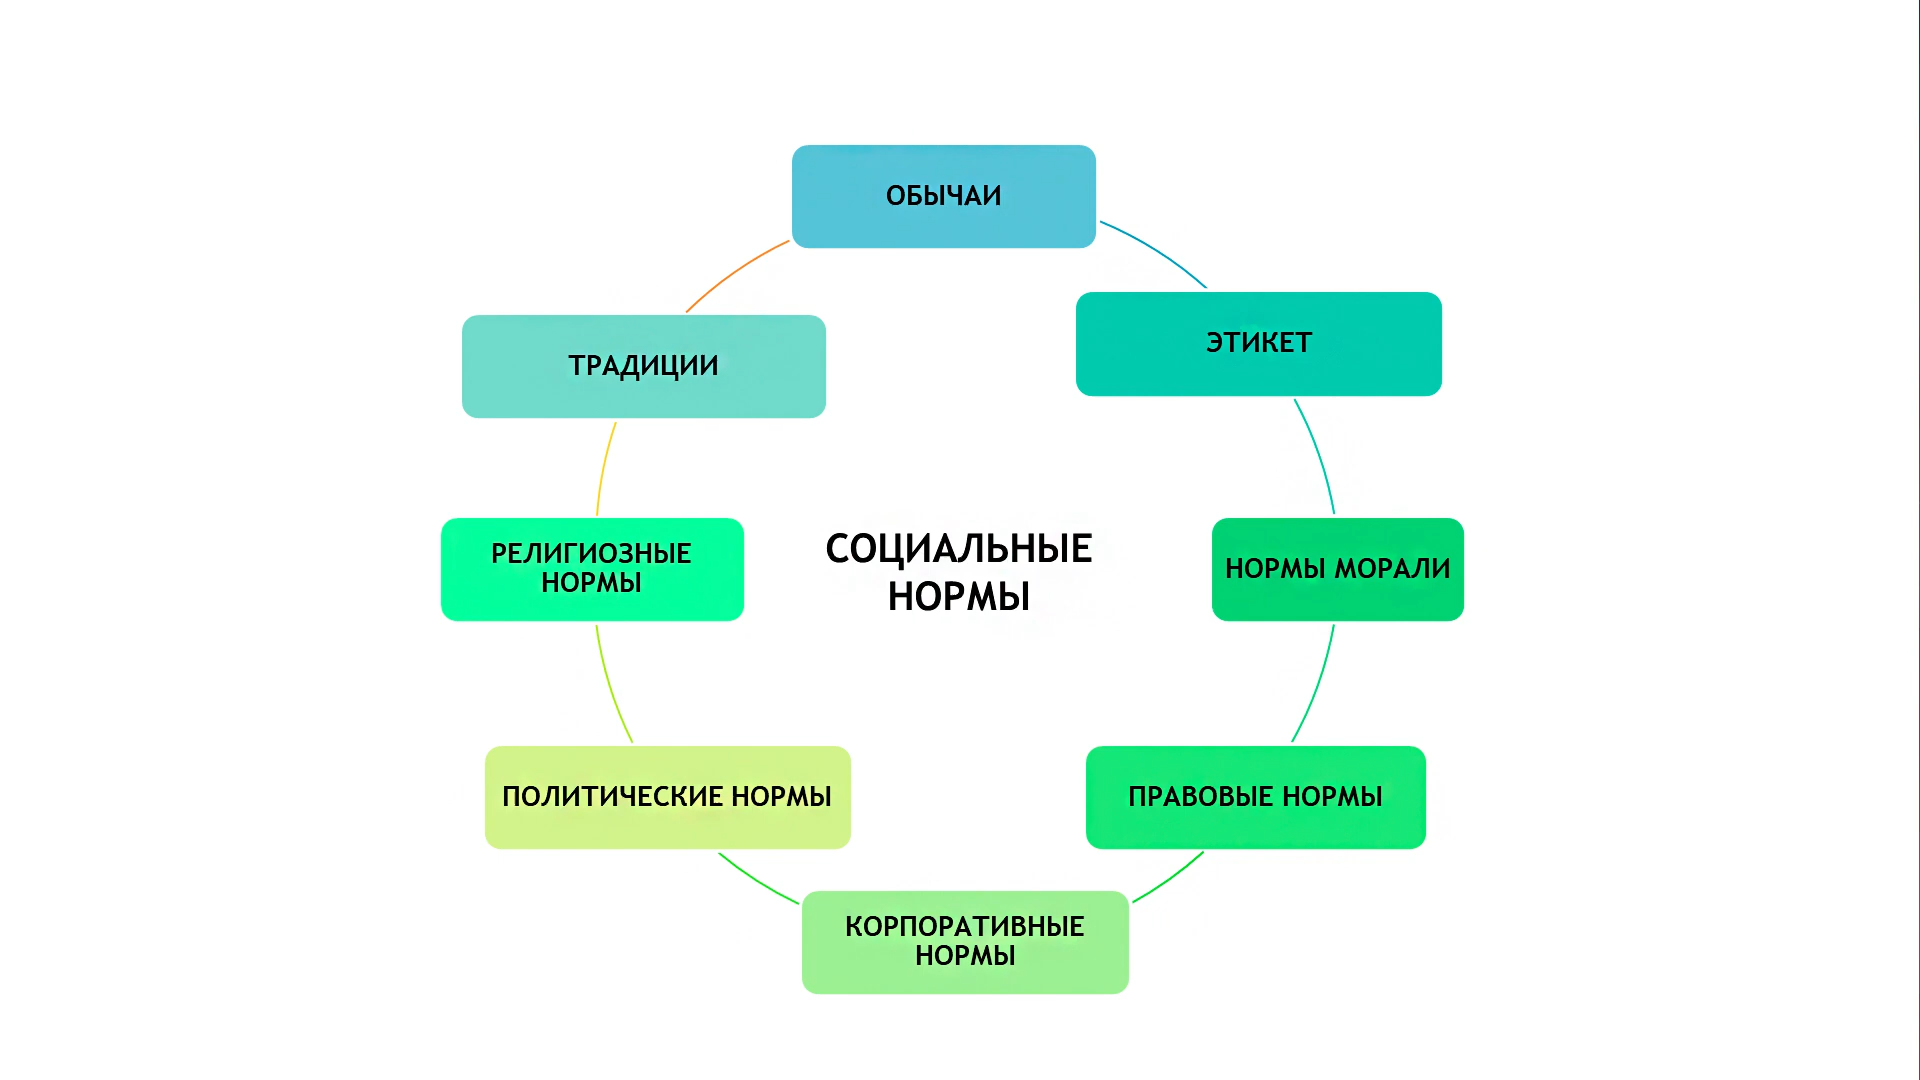 ОБЫЧАИ
ЭТИКЕТ
ТРАДИЦИИ
РЕЛИГИОЗНЫЕ
НОРМЫ
СОЦИАЛЬНЫЕ
НОРМЫ
НОРМЫ МОРАЛИ
ПОЛИТИЧЕСКИЕ НОРМЫ
ПРАВОВЫЕ НОРМЫ
КОРПОРАТИВНЫЕ
НОРМЫ